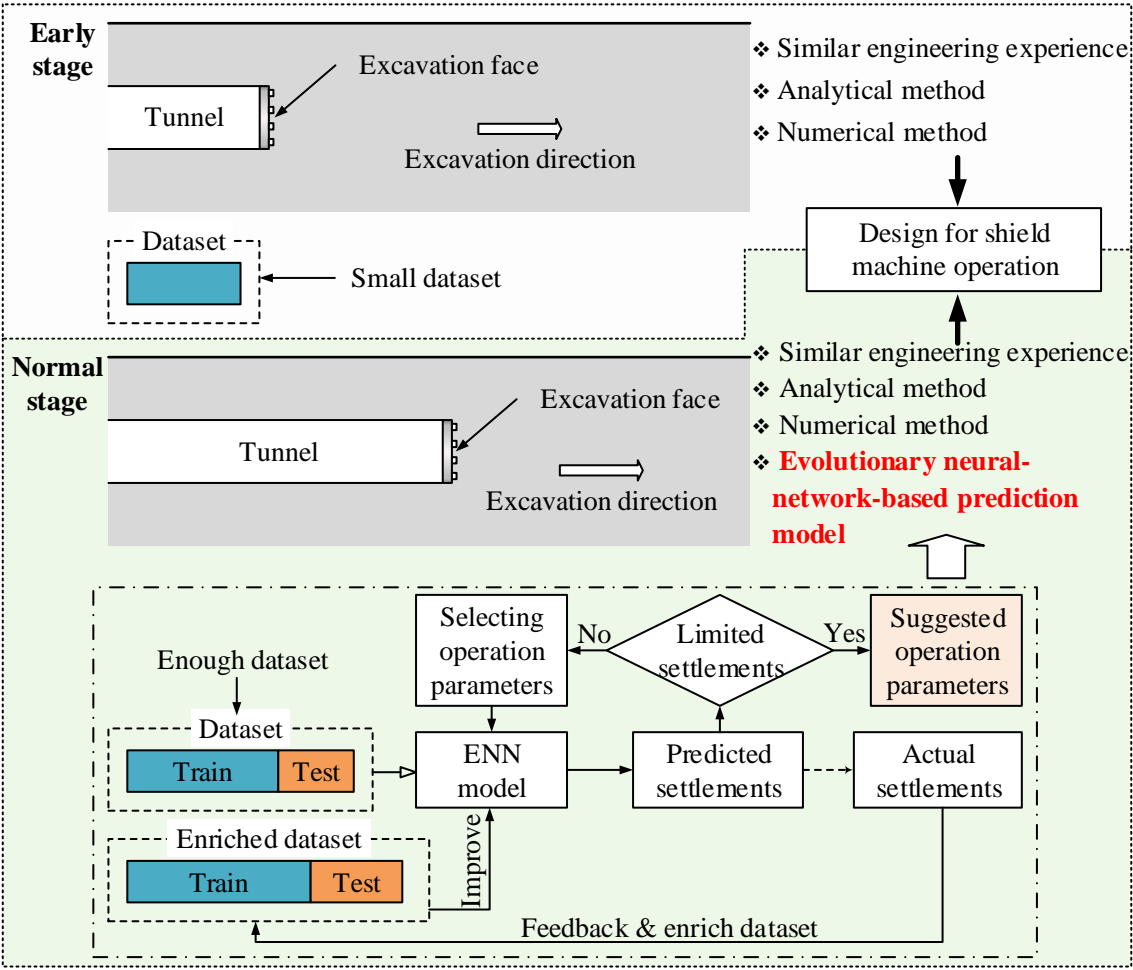 Early
stage
Excavation face
Tunnel
Excavation direction
❖ Similar engineering experience
❖ Analytical method
❖ Numerical method
Design for shield
machine operation
Dataset
Small dataset
Normal
stage
Excavation face
Tunnel
Excavation direction
❖ Similar engineering experience
❖ Analytical method
❖ Numerical method
❖ Evolutionary neural-
network-based prediction
model
Selecting
operation
parameters
No
Limited
settlements
Yes
Suggested
operation
parameters
Enough dataset
Dataset
Train
Test
ENN
model
Predicted
settlements
Actual
settlements
Enriched dataset
Train
Test
Improve
Feedback & enrich dataset